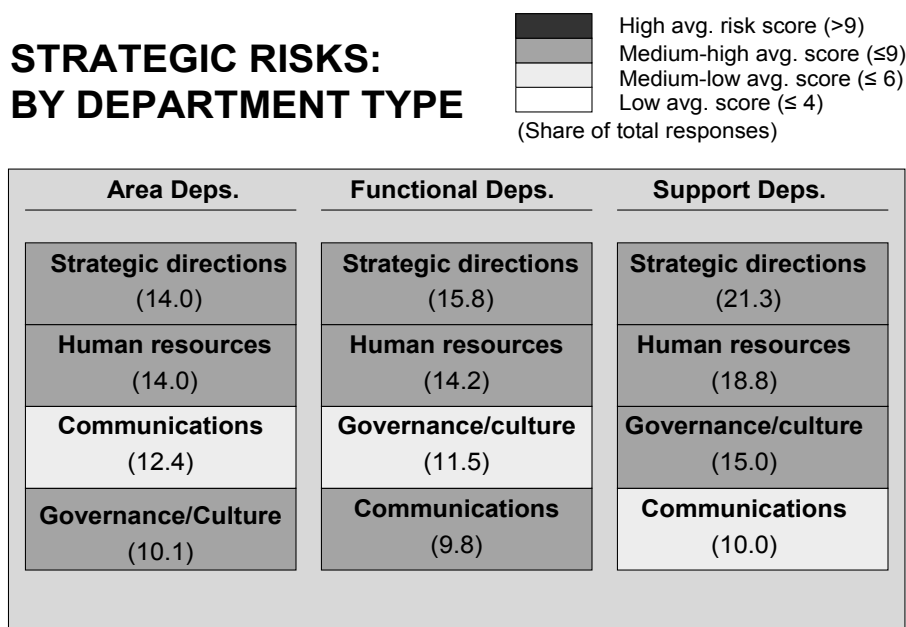 STRATEGIC RISKS:
BY DEPARTMENT TYPE
High avg. risk score (>9)
Medium-high avg. score (≤9)
Medium-low avg. score (≤ 6)
Low avg. score (≤ 4)
(Share of total responses)
Area Deps.
Strategic directions
(14.0)
Human resources
(14.0)
Communications
(12.4)
Governance/Culture
(10.1)
Functional Deps.
Strategic directions
(15.8)
Human resources
(14.2)
Governance/culture
(11.5)
Communications
(9.8)
Support Deps.
Strategic directions
(21.3)
Human resources
(18.8)
Governance/culture
(15.0)
Communications
(10.0)